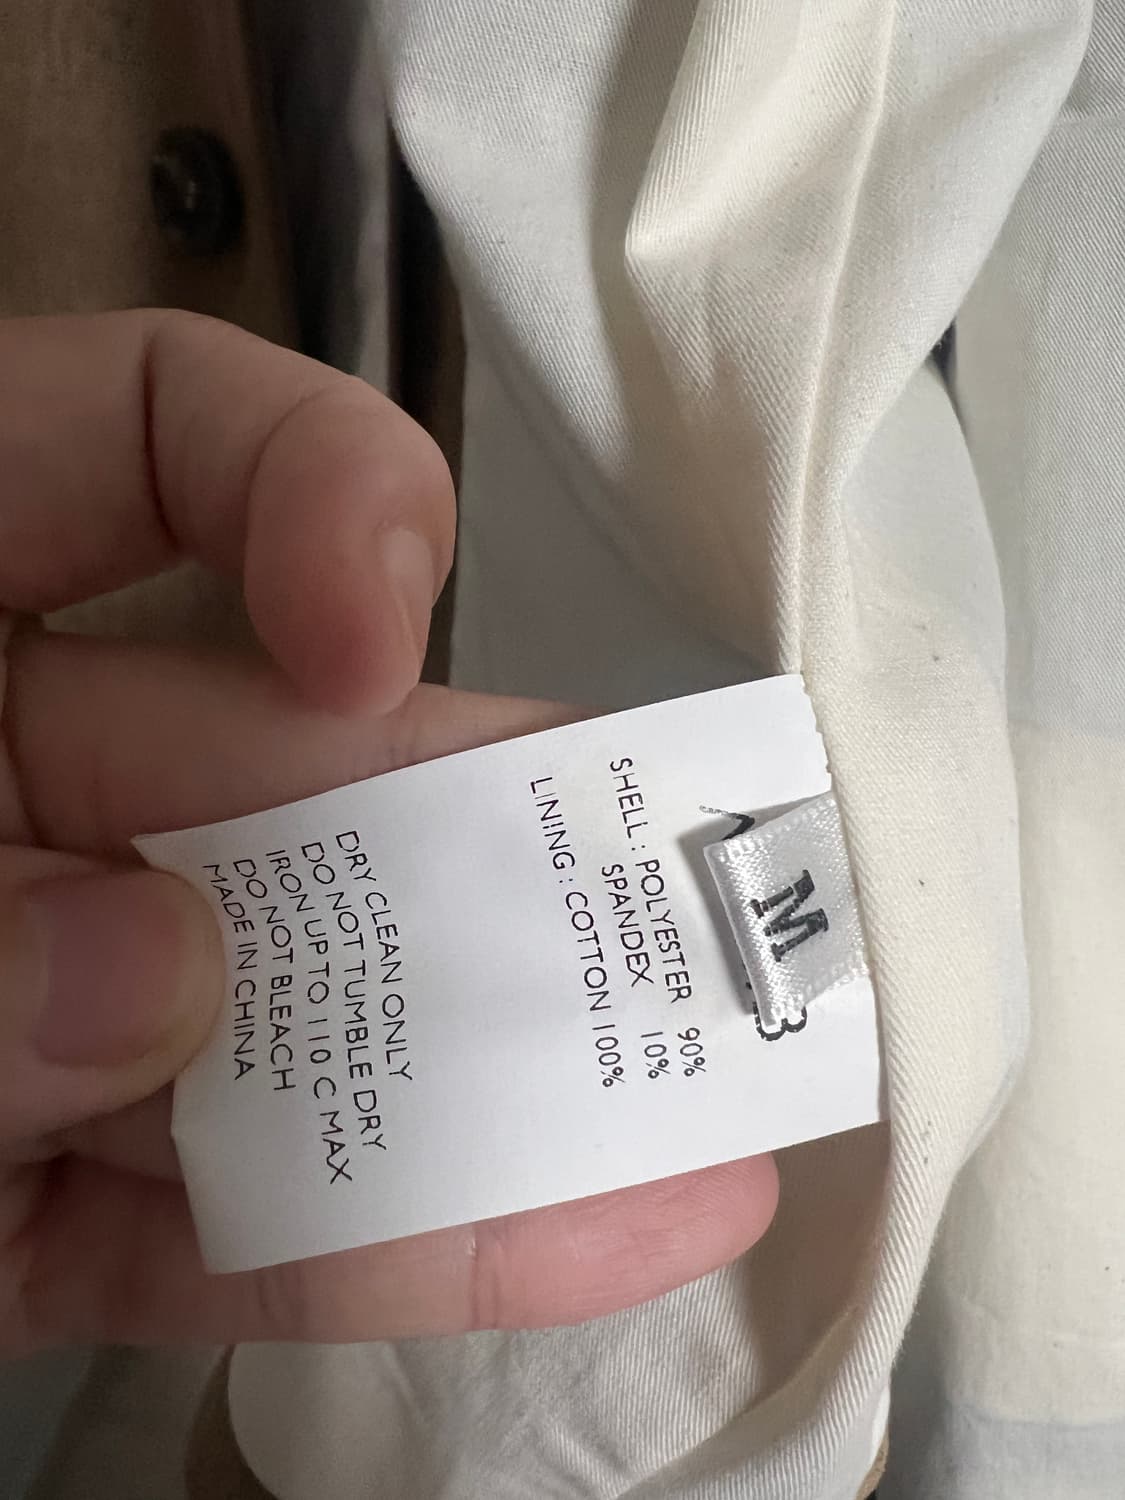 M
SHELL : POLYESTER 90%
SPANDEX 10%
LINING : COTTON 100%
DRY CLEAN ONLY
DO NOT TUMBLE DRY
IRON UP TO 110 C MAX
DO NOT BLEACH
MADE IN CHINA